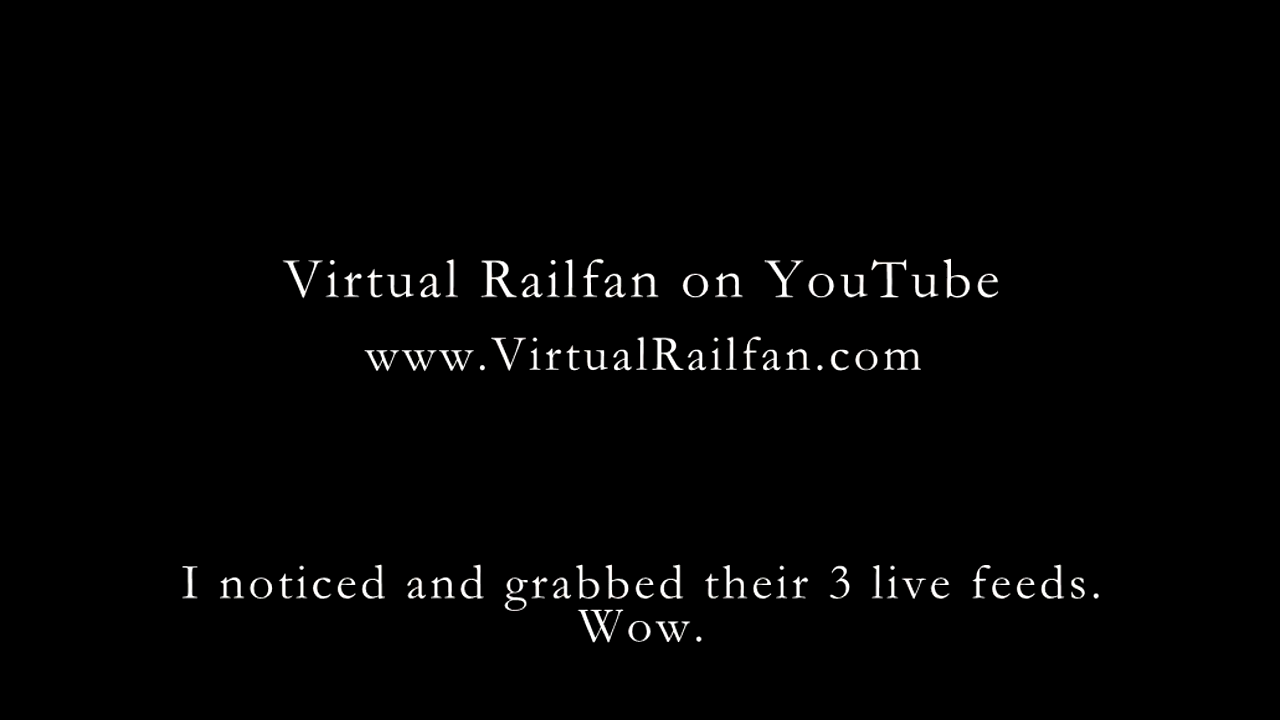 Virtual Railfan on YouTube
www.VirtualRailfan.com
I noticed and grabbed their 3 live feeds.
Wow.